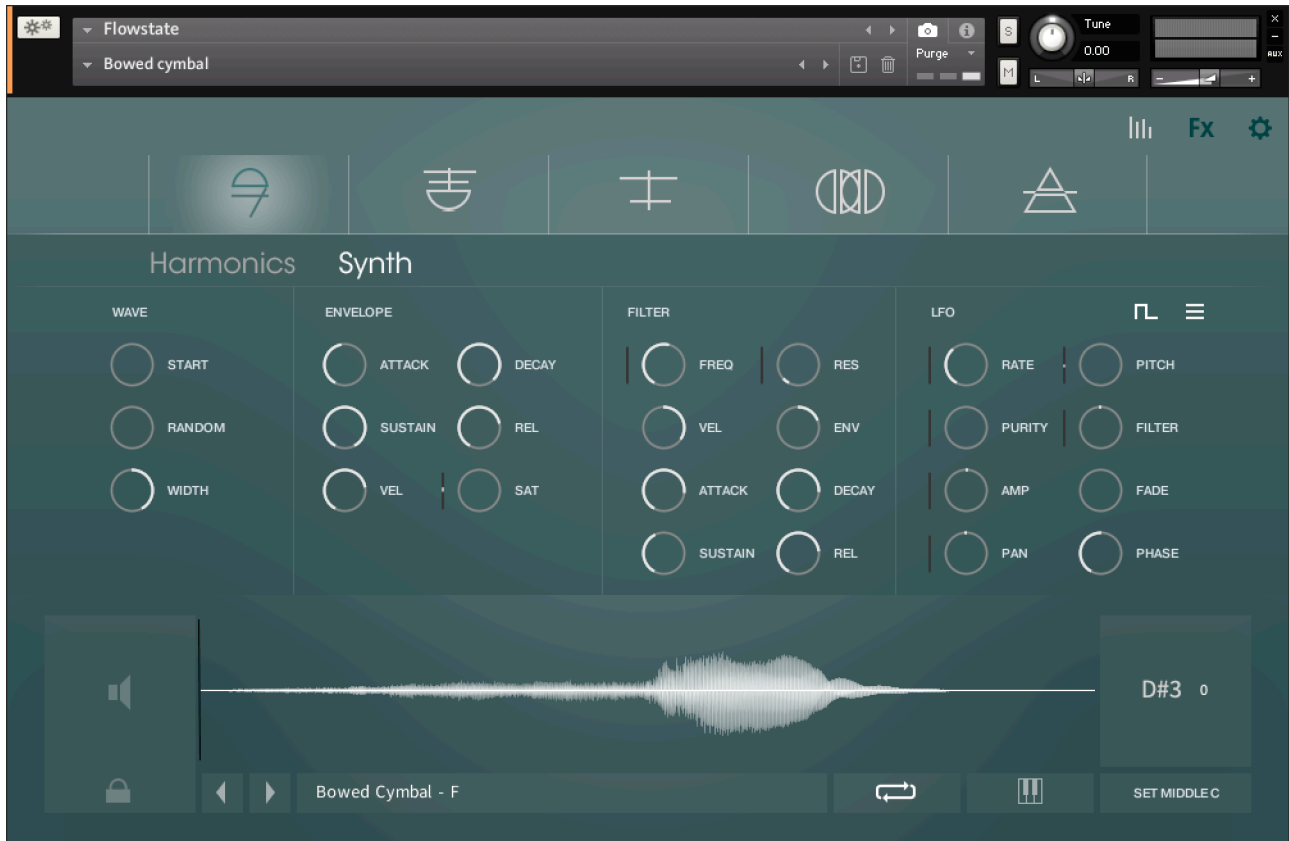 Flowstate
S
Tune
0.00
×
-
AUX
Bowed cymbal
Purge
M
L
R
-
+
Fx
Harmonics Synth
WAVE
START
RANDOM
WIDTH
ENVELOPE
ATTACK DECAY
SUSTAIN REL
VEL SAT
FILTER
FREQ RES
VEL ENV
ATTACK DECAY
SUSTAIN REL
LFO
RATE PITCH
PURITY FILTER
AMP FADE
PAN PHASE
D#3 0
Bowed Cymbal - F
SET MIDDLE C